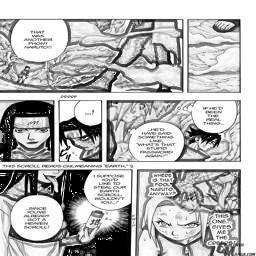 THAT
WAS
ANOTHER
PHONY
NARUTO!!
IF HE'D
BEEN
THE REAL
THING...
...HE'D
HAVE SAID
SOMETHING
LIKE,
"WHAT'S THAT
STUPID
PASSWORD
AGAIN?"
...!
THIS SCROLL READS CHI, MEANING "EARTH."
...SINCE
YOU'VE
ALREADY
GOT A
HEAVEN
SCROLL!
I SUPPOSE
YOU'D
LIKE
TO STEAL
OUR EARTH
SCROLL,
WOULDN'T
YOU...
WHERE
IS THAT
FOOL
NARUTO,
ANYWAY?
THIS
ONE
GIVES
ME THE